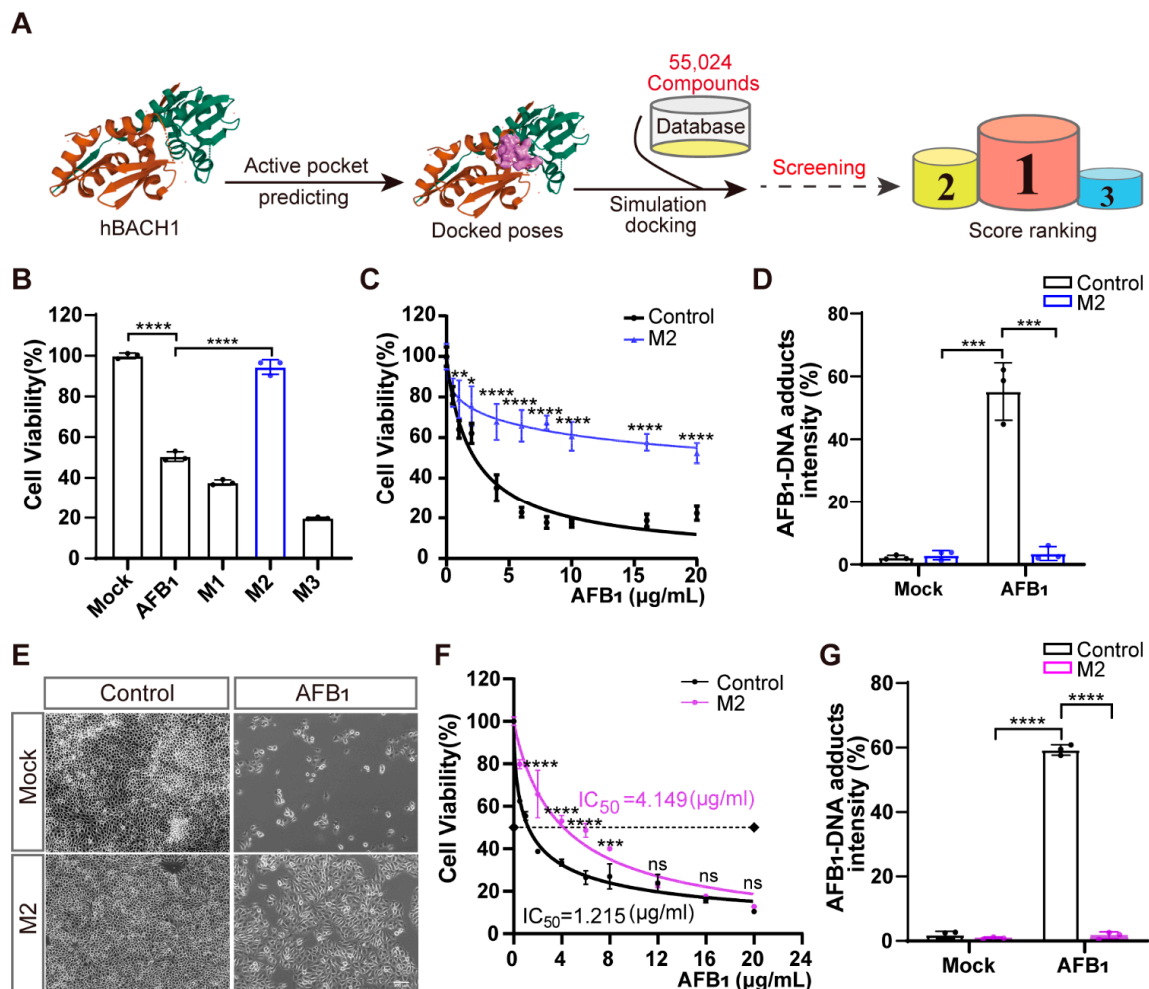 A
55,024
Compounds
Database
Active pocket
predicting
Simulation
docking
Screening
2
1
3
hBACH1
Docked poses
Score ranking
B
Cell Viability(%)
120
100
80
60
40
20
0
****
****
Mock
AFB1
M1
M2
M3
C
Control
M2
Cell Viability(%)
120
100
80
60
40
20
0
**
*
****
****
****
****
****
****
0
5
10
15
20
AFB1 (µg/mL)
D
Control
M2
AFB1-DNA adducts
intensity (%)
80
60
40
20
0
***
***
Mock
AFB1
E
Control
AFB1
Mock
M2
F
Control
M2
Cell Viability(%)
120
100
80
60
40
20
0
****
****
****
***
ns
ns
ns
IC50=4.149(µg/ml)
IC50=1.215(µg/ml)
0
4
8
12
16
20
24
AFB1 (µg/mL)
G
Control
M2
AFB1-DNA adducts
intensity (%)
80
60
40
20
0
****
****
Mock
AFB1